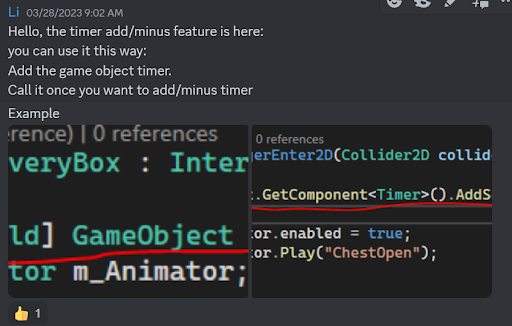 Li 03/28/2023 9:02 AM
Hello, the timer add/minus feature is here:
you can use it this way:
Add the game object timer.
Call it once you want to add/minus timer
Example
erence) | 0 references
veryBox : Inter
ld] GameObject
tor m_Animator;
0 references
gerEnter2D(Collider2D collid
.GetComponent<Timer>().AddS
tor.enabled = true;
tor.Play("ChestOpen");
👍 1